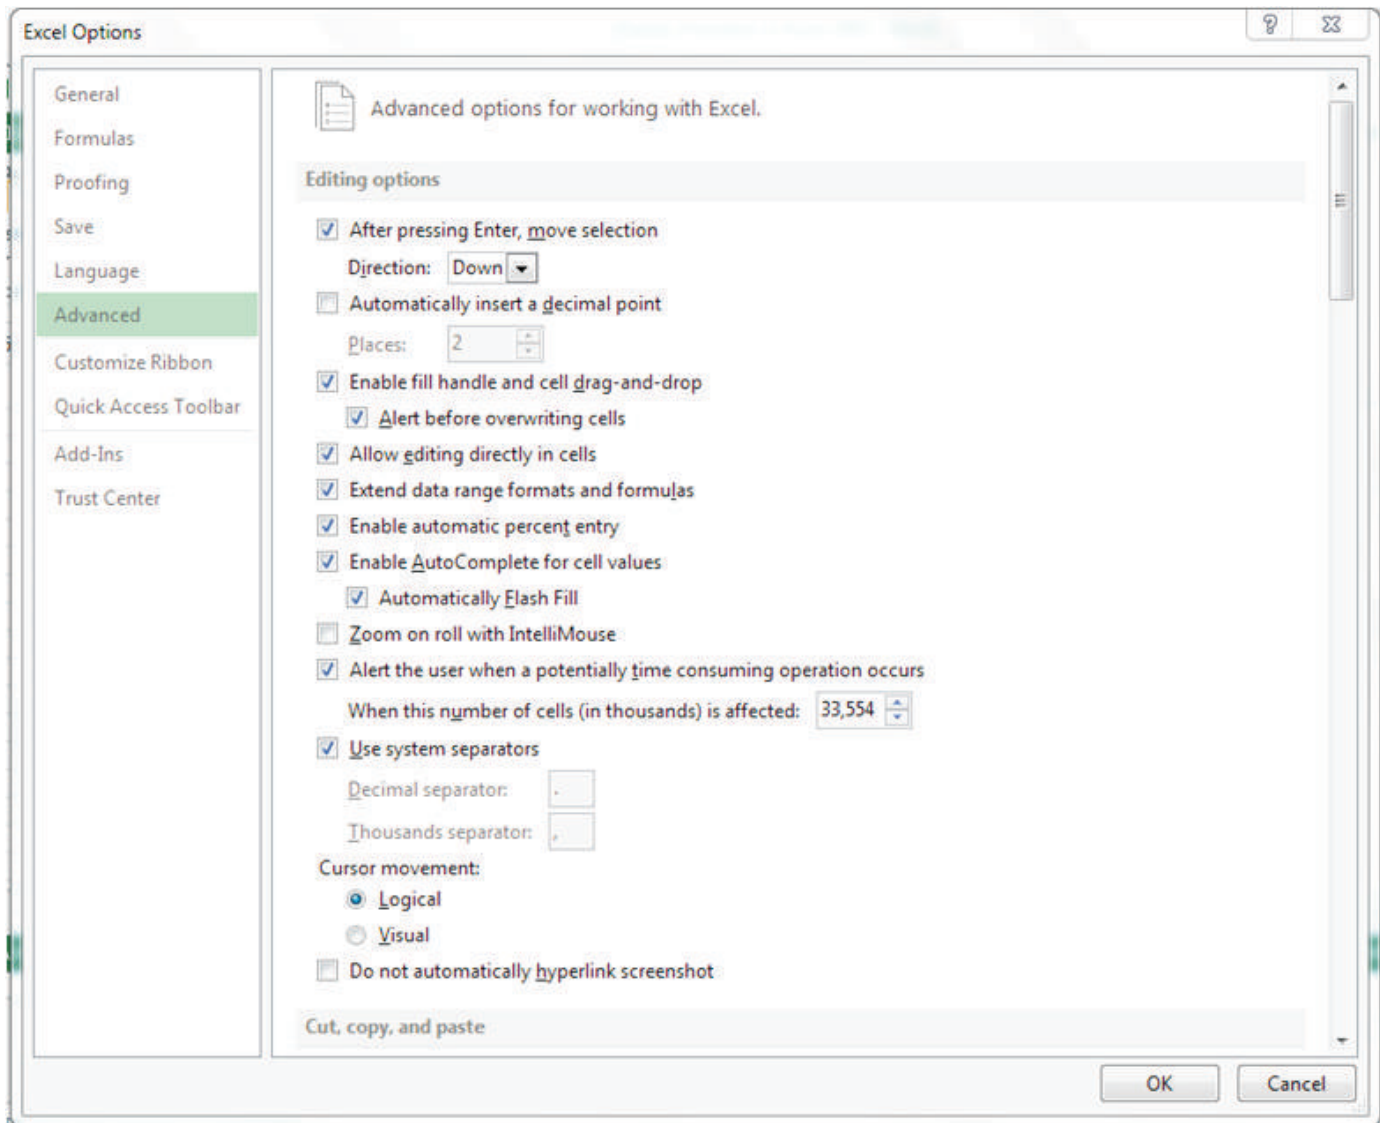 Excel Options
General
Formulas
Proofing
Save
Language
Advanced
Customize Ribbon
Quick Access Toolbar
Add-Ins
Trust Center
Advanced options for working with Excel.
Editing options
After pressing Enter, move selection
Direction: Down
Automatically insert a decimal point
Places: 2
Enable fill handle and cell drag-and-drop
Alert before overwriting cells
Allow editing directly in cells
Extend data range formats and formulas
Enable automatic percent entry
Enable AutoComplete for cell values
Automatically Flash Fill
Zoom on roll with IntelliMouse
Alert the user when a potentially time consuming operation occurs
When this number of cells (in thousands) is affected: 33,554
Use system separators
Decimal separator: .
Thousands separator: ,
Cursor movement:
Logical
Visual
Do not automatically hyperlink screenshot
Cut, copy, and paste
OK Cancel